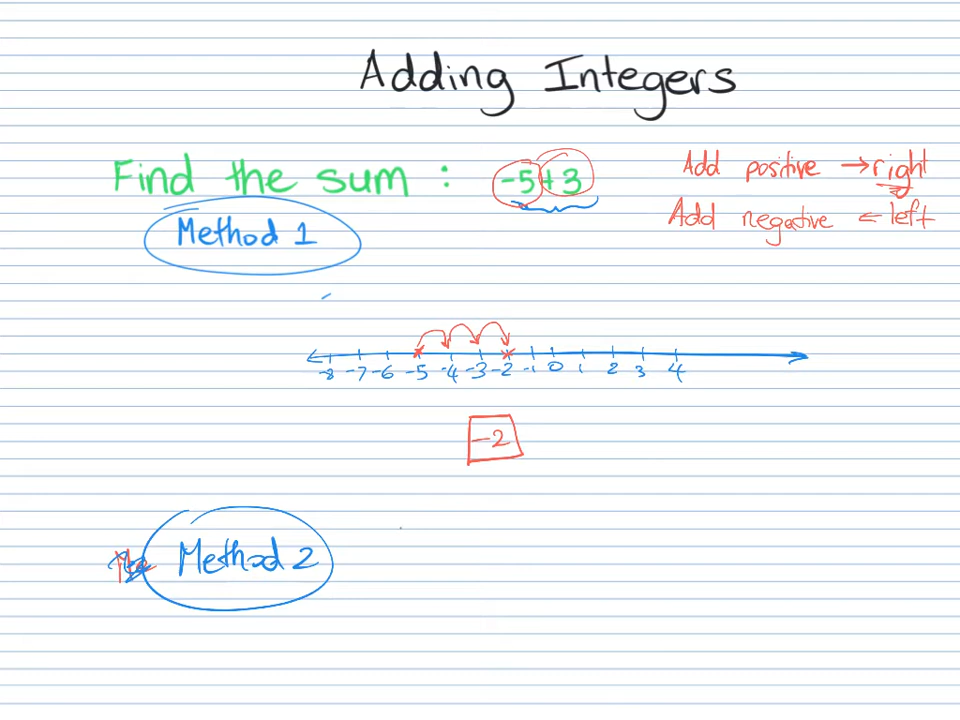 Adding Integers
Find the sum : -5+3
Add positive → right
Add negative ← left
Method 1
-8 -7 -6 -5 -4 -3 -2 -1 0 1 2 3 4
-2
Method 2